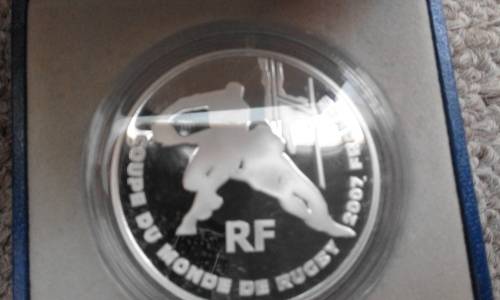 COUPE DU MONDE DE RUGBY 2007 FRANCE
RF